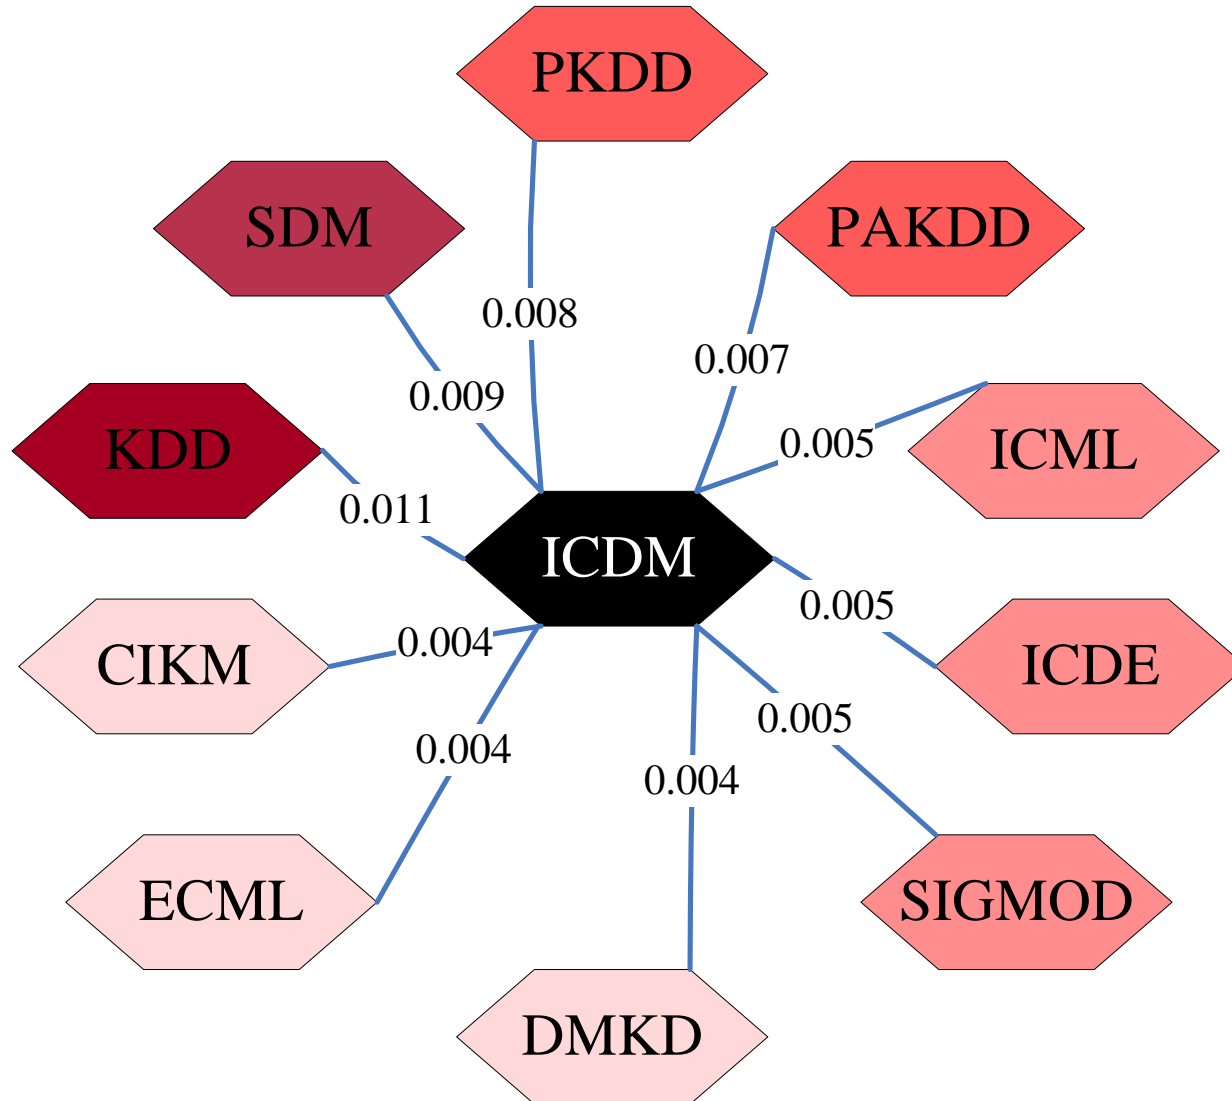 PKDD
SDM
PAKDD
0.008
0.007
0.009
KDD
0.005
ICML
0.011
ICDM
0.005
0.004
CIKM
ICDE
0.005
0.004
0.004
ECML
SIGMOD
DMKD